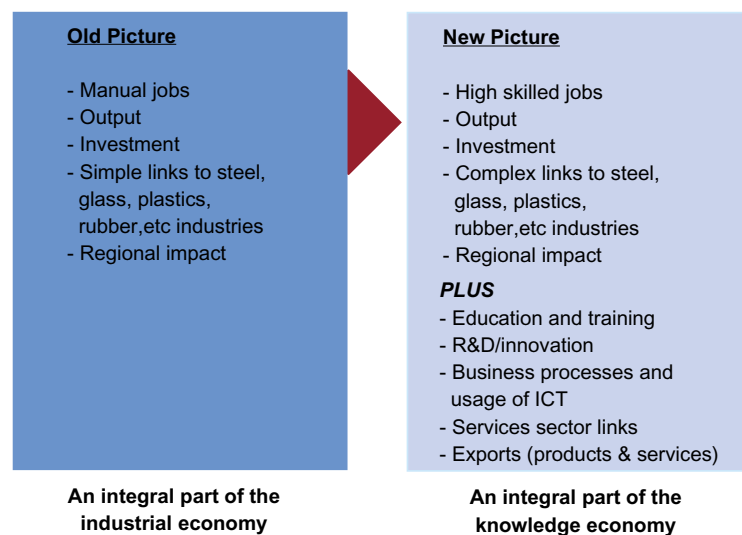 Old Picture
- Manual jobs
- Output
- Investment
- Simple links to steel,
glass, plastics,
rubber,etc industries
- Regional impact
An integral part of the
industrial economy
New Picture
- High skilled jobs
- Output
- Investment
- Complex links to steel,
glass, plastics,
rubber,etc industries
- Regional impact
PLUS
- Education and training
- R&D/innovation
- Business processes and
usage of ICT
- Services sector links
- Exports (products & services)
An integral part of the
knowledge economy